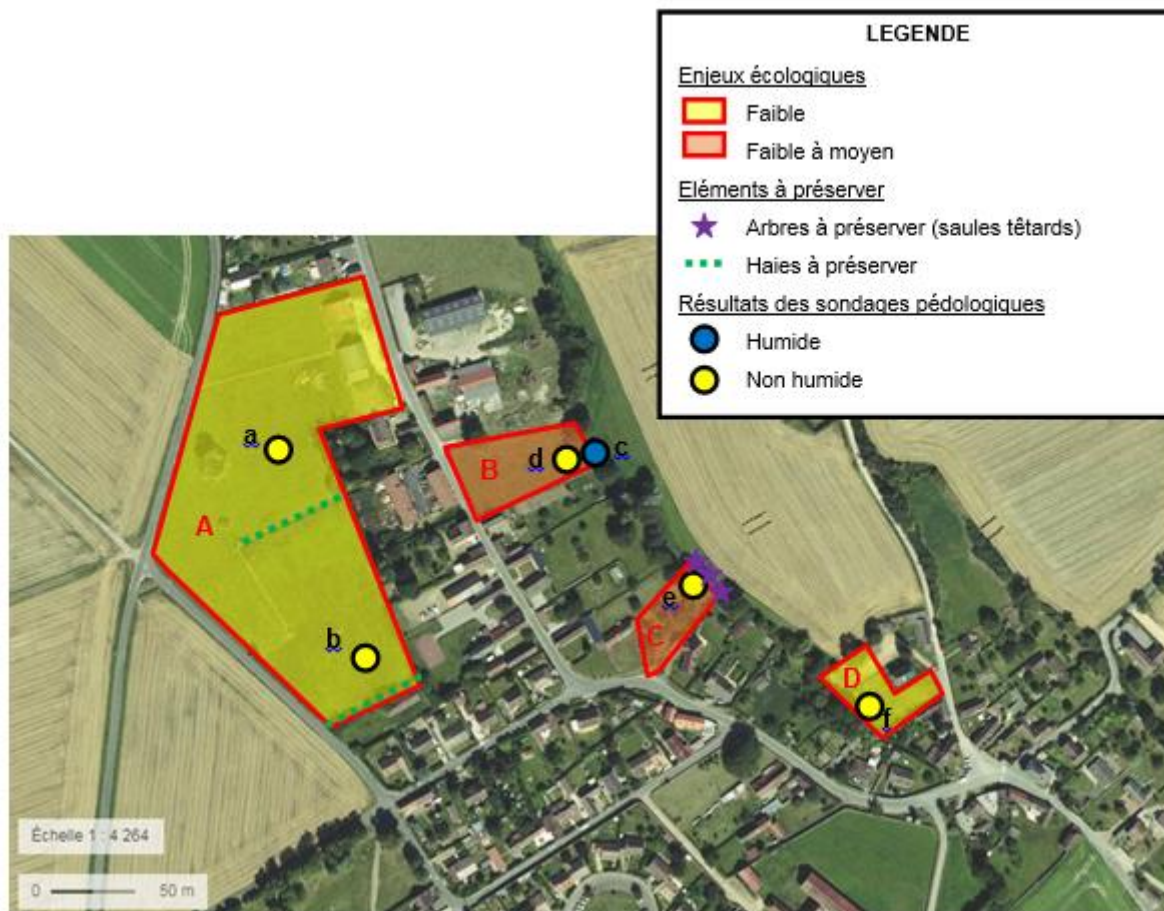 LEGENDE
Enjeux écologiques
Faible
Faible à moyen
Eléments à préserver
Arbres à préserver (saules têtards)
Haies à préserver
Résultats des sondages pédologiques
Humide
Non humide
a
d
c
B
A
e
b
C
D
f
Échelle 1 : 4 264
0 50 m